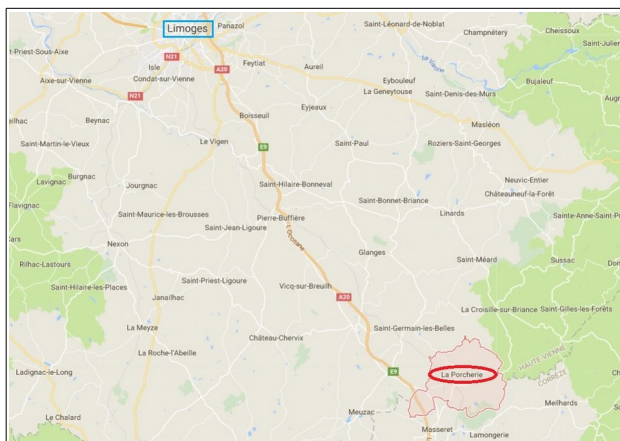 Limoges
Panazol
Saint-Léonard-de-Noblat
Champnétery
Cheissoux
Saint-Julien
t-Priest-Sous-Aixe
N21
Isle
Feytiat
Aureil
La Vienne
Aixe-sur-Vienne
Condat-sur-Vienne
A20
Eybouleuf
Bujaleuf
N21
La Geneytouse
Saint-Denis-des-Murs
Eyjeaux
Boisseuil
Beynac
Masléon
Saint-Martin-le-Vieux
Le Vigen
E9
Saint-Paul
Roziers-Saint-Georges
Burgnac
Lavignac
Jourgnac
Saint-Hilaire-Bonneval
Neuvic-Entier
Châteauneuf-la-Forêt
Flavignac
Saint-Bonnet-Briance
Saint-Maurice-les-Brousses
Pierre-Buffière
Linards
Sainte-Anne-Saint-P
Saint-Jean-Ligoure
L'Occitane
Nexon
Glanges
Rilhac-Lastours
Saint-Méard
Sussac
Saint-Hilaire-les-Places
Saint-Priest-Ligoure
Vicq-sur-Breuilh
Janailhac
A20
La Croisille-sur-Briance
Saint-Gilles-les-Forêts
La Meyze
Saint-Germain-les-Belles
Château-Chervix
La Roche-l'Abeille
HAUTE VIENNE
CORREZE
Ladignac-le-Long
E9
La Porcherie
Meilhards
Le Chalard
Meuzac
Masseret
Lamongerie